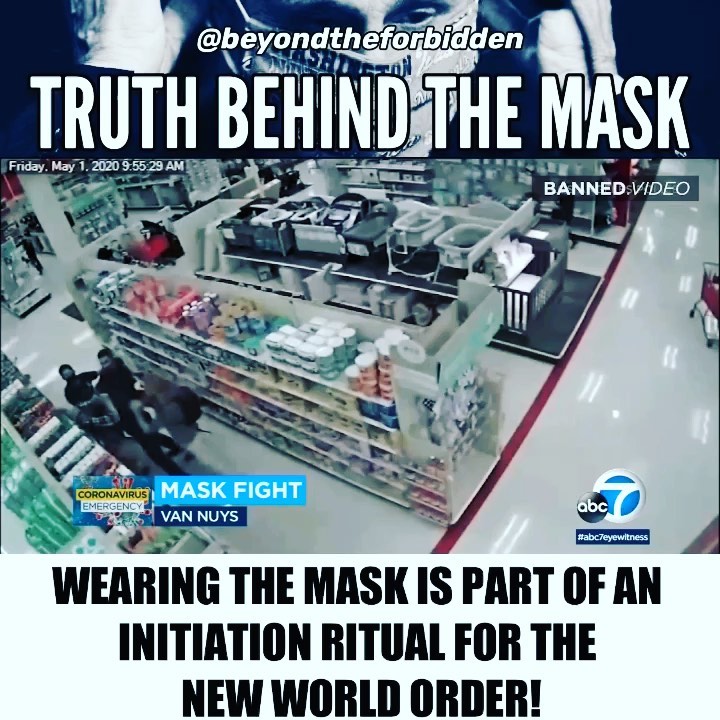 @beyondtheforbidden
WASHINGTON
TRUTH BEHIND THE MASK
Friday, May 1, 2020 9:55:29 AM
BANNED.VIDEO
CORONAVIRUS
EMERGENCY
MASK FIGHT
VAN NUYS
abc 7
#abc7eyewitness
WEARING THE MASK IS PART OF AN
INITIATION RITUAL FOR THE
NEW WORLD ORDER!